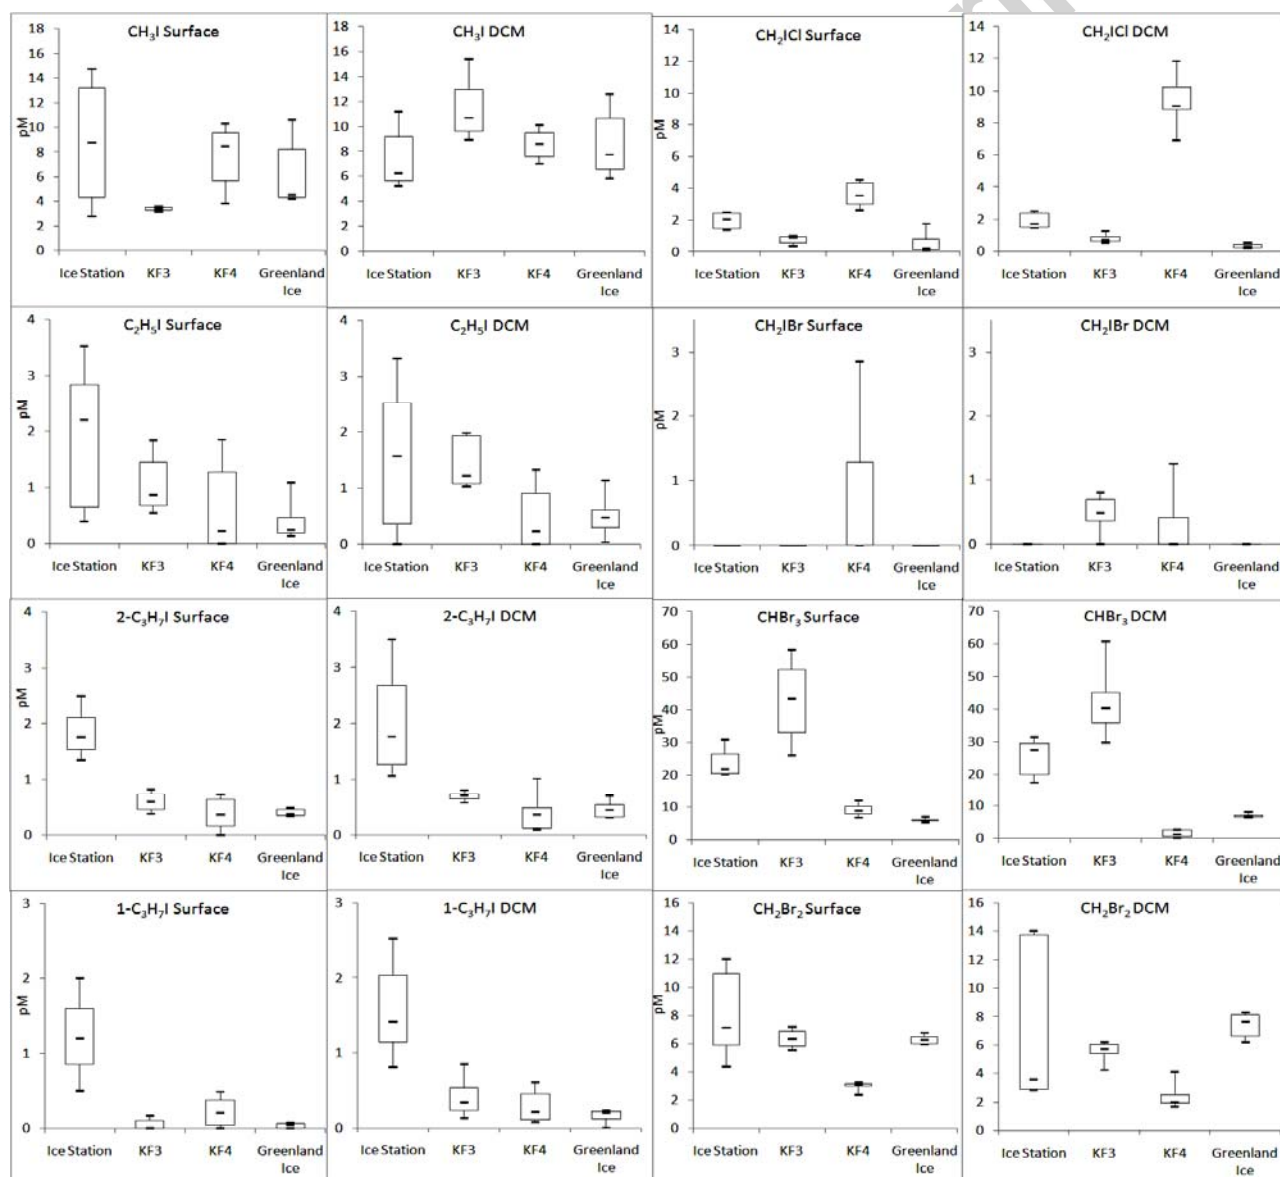 CH₃I Surface
18
16
14
12
10
8
6
4
2
0
pM
Ice Station KF3 KF4 Greenland
Ice
CH₃I DCM
18
16
14
12
10
8
6
4
2
0
Ice Station KF3 KF4 Greenland
Ice
CH₂ICl Surface
14
12
10
8
6
4
2
0
pM
Ice Station KF3 KF4 Greenland
Ice
CH₂ICl DCM
14
12
10
8
6
4
2
0
Ice Station KF3 KF4 Greenland
Ice
C₂H₅I Surface
4
3
2
1
0
pM
Ice Station KF3 KF4 Greenland
Ice
C₂H₅I DCM
4
3
2
1
0
Ice Station KF3 KF4 Greenland
Ice
CH₂IBr Surface
3
2
1
0
pM
Ice Station KF3 KF4 Greenland
Ice
CH₂IBr DCM
3
2
1
0
Ice Station KF3 KF4 Greenland
Ice
2-C₃H₇I Surface
4
3
2
1
0
pM
Ice Station KF3 KF4 Greenland
Ice
2-C₃H₇I DCM
4
3
2
1
0
Ice Station KF3 KF4 Greenland
Ice
CHBr₃ Surface
70
60
50
40
30
20
10
0
pM
Ice Station KF3 KF4 Greenland
Ice
CHBr₃ DCM
70
60
50
40
30
20
10
0
Ice Station KF3 KF4 Greenland
Ice
1-C₃H₇I Surface
3
2
1
0
pM
Ice Station KF3 KF4 Greenland
Ice
1-C₃H₇I DCM
3
2
1
0
Ice Station KF3 KF4 Greenland
Ice
CH₂Br₂ Surface
16
14
12
10
8
6
4
2
0
pM
Ice Station KF3 KF4 Greenland
Ice
CH₂Br₂ DCM
16
14
12
10
8
6
4
2
0
Ice Station KF3 KF4 Greenland
Ice